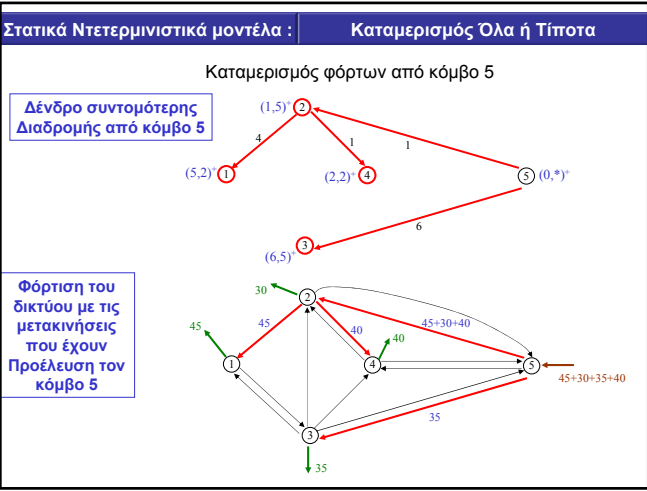 Στατικά Ντετερμινιστικά μοντέλα : Καταμερισμός Όλα ή Τίποτα
Καταμερισμός φόρτων από κόμβο 5
Δένδρο συντομότερης
Διαδρομής από κόμβο 5
(1,5)⁺ 2
4 1 1
(5,2)⁺ 1 (2,2)⁺ 4 5 (0,*)⁺
6
(6,5)⁺ 3
Φόρτιση του
δικτύου με τις
μετακινήσεις
που έχουν
Προέλευση τον
κόμβο 5
30 2
45 45 40 40 45+30+40
1 4 5
45+30+35+40
35
3
35